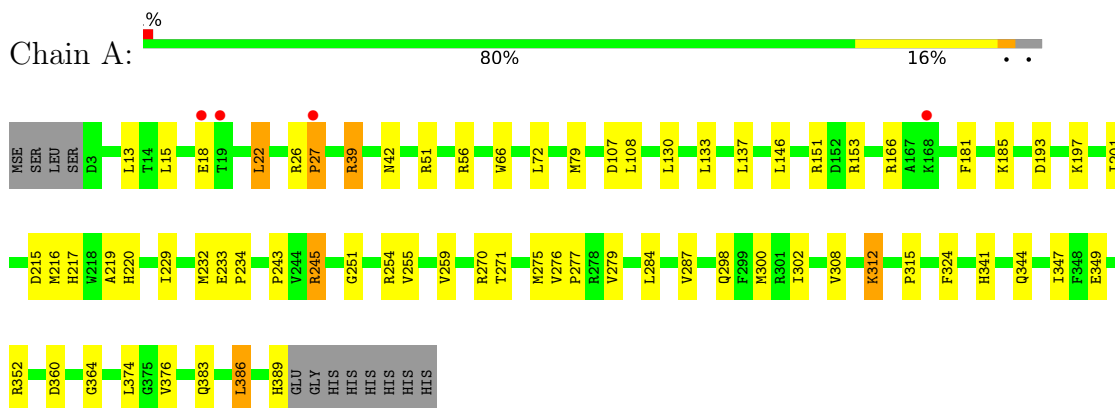 .%
Chain A:
80% 16% • •
MSE SER LEU SER D3 L13 T14 L15 E18 T19 L22 R26 P27 R39 N42 R51 R56 W66 L72 M79 D107 L108 L130 L133 L137 L146 R151 D152 R153 R166 A167 K168 F181 K185 D193 K197
D215 M216 H217 W218 A219 H220 I229 M232 E233 P234 P243 V244 R245 G251 R254 V255 V259 R270 T271 M275 V276 P277 R278 V279 L284 V287 Q298 F299 M300 R301 I302 V308 K312 P315 F324 H341 Q344 I347 F348 E349
R352 D360 G364 L374 G375 V376 Q383 L386 H389 GLU GLY HIS HIS HIS HIS HIS HIS